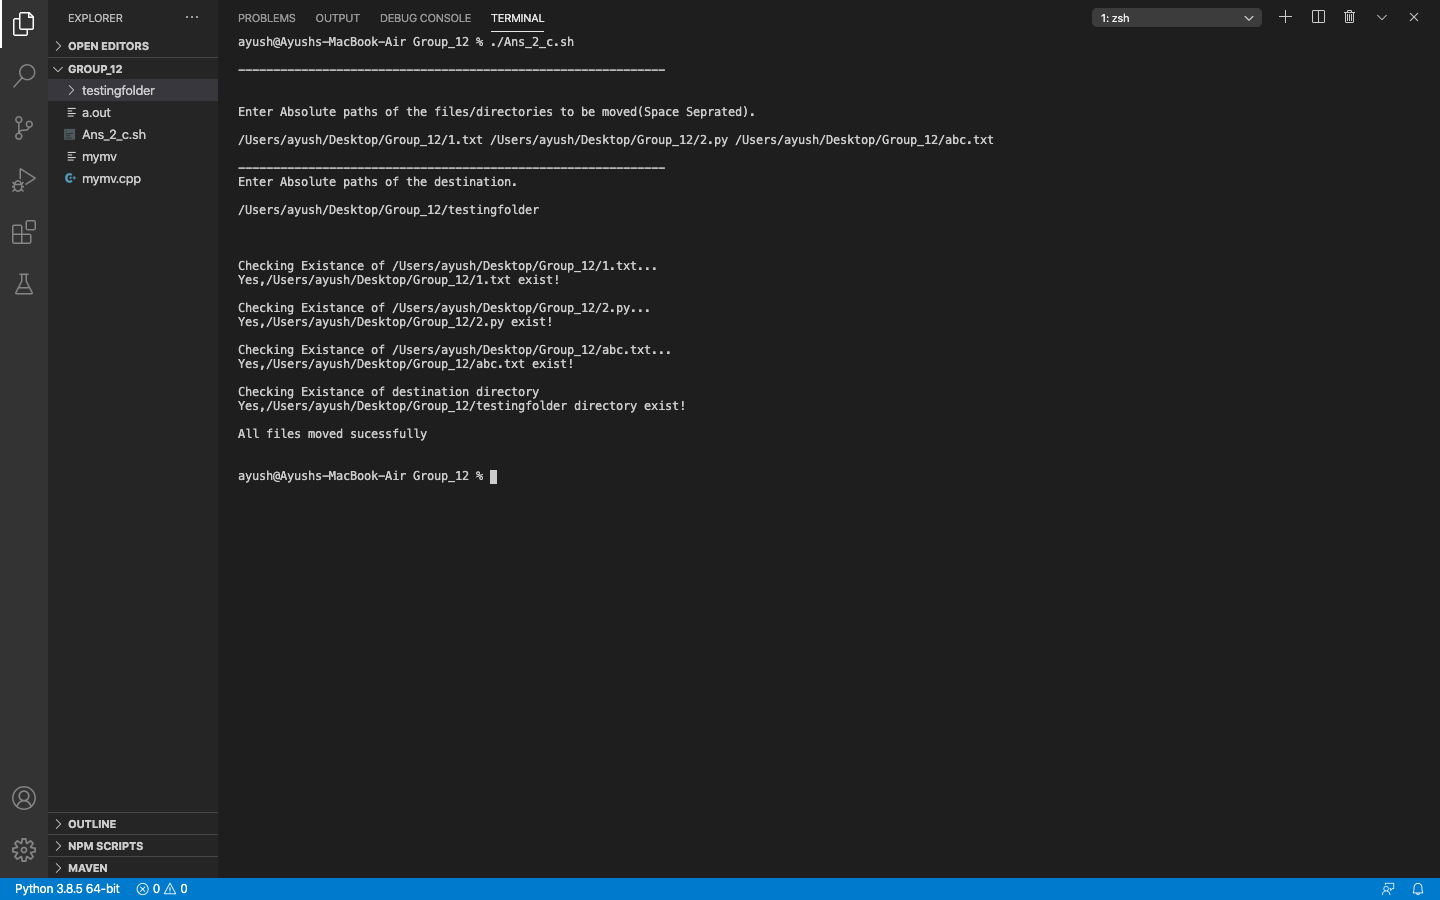 EXPLORER
OPEN EDITORS
GROUP_12
testingfolder
a.out
Ans_2_c.sh
mymv
mymv.cpp
OUTLINE
NPM SCRIPTS
MAVEN
PROBLEMS OUTPUT DEBUG CONSOLE TERMINAL
1: zsh
ayush@Ayushs-MacBook-Air Group_12 % ./Ans_2_c.sh
-------------------------------------------------------------
Enter Absolute paths of the files/directories to be moved(Space Seprated).
/Users/ayush/Desktop/Group_12/1.txt /Users/ayush/Desktop/Group_12/2.py /Users/ayush/Desktop/Group_12/abc.txt
-------------------------------------------------------------
Enter Absolute paths of the destination.
/Users/ayush/Desktop/Group_12/testingfolder
Checking Existance of /Users/ayush/Desktop/Group_12/1.txt...
Yes,/Users/ayush/Desktop/Group_12/1.txt exist!
Checking Existance of /Users/ayush/Desktop/Group_12/2.py...
Yes,/Users/ayush/Desktop/Group_12/2.py exist!
Checking Existance of /Users/ayush/Desktop/Group_12/abc.txt...
Yes,/Users/ayush/Desktop/Group_12/abc.txt exist!
Checking Existance of destination directory
Yes,/Users/ayush/Desktop/Group_12/testingfolder directory exist!
All files moved sucessfully
ayush@Ayushs-MacBook-Air Group_12 %
Python 3.8.5 64-bit 0 0